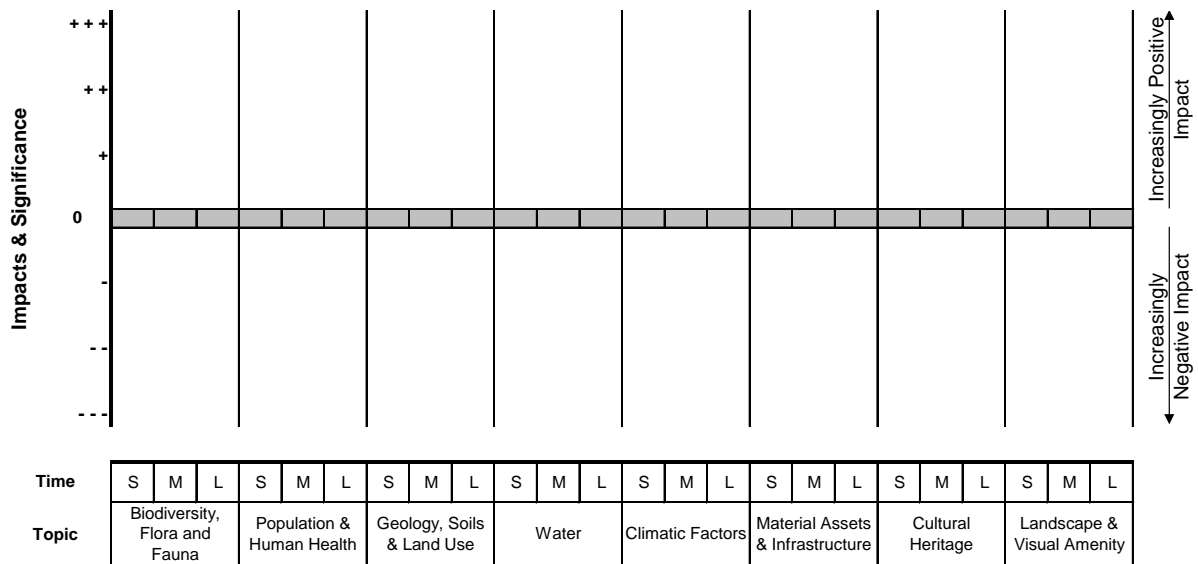 + + +
+ +
+
0
-
- -
- - -
Impacts & Significance
Increasingly Positive
Impact
Increasingly
Negative Impact
Time S M L S M L S M L S M L S M L S M L S M L S M L
Topic
Biodiversity,
Flora and
Fauna
Population &
Human Health
Geology, Soils
& Land Use
Water
Climatic Factors
Material Assets
& Infrastructure
Cultural
Heritage
Landscape &
Visual Amenity